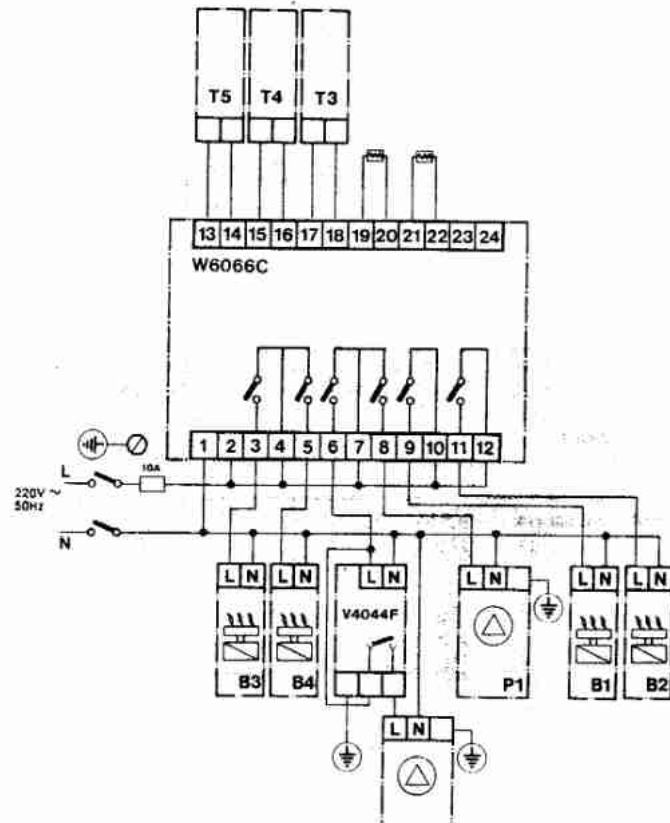 T5 T4 T3
13 14 15 16 17 18 19 20 21 22 23 24
W6066C
1 2 3 4 5 6 7 8 9 10 11 12
L
10A
220V ~
50Hz
N
L N L N L N L N L N L N
V4044F
B3 B4 P1 B1 B2
L N